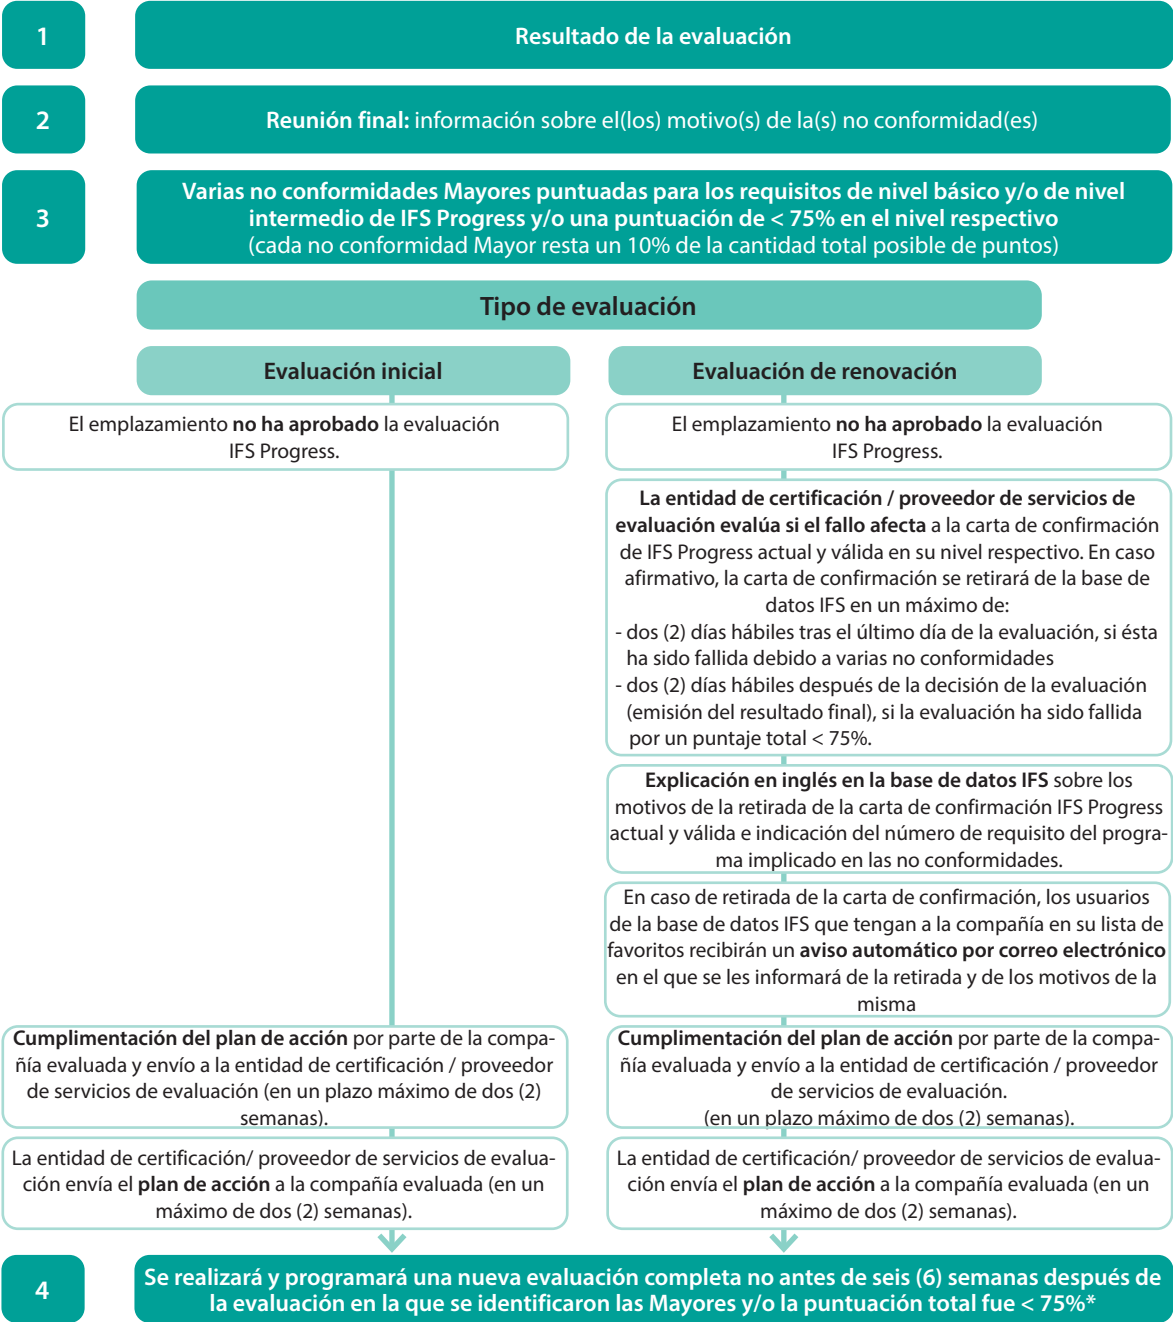 1
Resultado de la evaluación
2
Reunión final: información sobre el(los) motivo(s) de la(s) no conformidad(es)
3
Varias no conformidades Mayores puntuadas para los requisitos de nivel básico y/o de nivel
intermedio de IFS Progress y/o una puntuación de < 75% en el nivel respectivo
(cada no conformidad Mayor resta un 10% de la cantidad total posible de puntos)
Tipo de evaluación
Evaluación inicial
El emplazamiento no ha aprobado la evaluación
IFS Progress.
Cumplimentación del plan de acción por parte de la compa-
ñía evaluada y envío a la entidad de certificación / proveedor
de servicios de evaluación (en un plazo máximo de dos (2)
semanas).
La entidad de certificación/ proveedor de servicios de evalua-
ción envía el plan de acción a la compañía evaluada (en un
máximo de dos (2) semanas).
Evaluación de renovación
El emplazamiento no ha aprobado la evaluación
IFS Progress.
La entidad de certificación / proveedor de servicios de
evaluación evalúa si el fallo afecta a la carta de confirmación
de IFS Progress actual y válida en su nivel respectivo. En caso
afirmativo, la carta de confirmación se retirará de la base de
datos IFS en un máximo de:
- dos (2) días hábiles tras el último día de la evaluación, si ésta
ha sido fallida debido a varias no conformidades
- dos (2) días hábiles después de la decisión de la evaluación
(emisión del resultado final), si la evaluación ha sido fallida
por un puntaje total < 75%.
Explicación en inglés en la base de datos IFS sobre los
motivos de la retirada de la carta de confirmación IFS Progress
actual y válida e indicación del número de requisito del progra-
ma implicado en las no conformidades.
En caso de retirada de la carta de confirmación, los usuarios
de la base de datos IFS que tengan a la compañía en su lista de
favoritos recibirán un aviso automático por correo electrónico
en el que se les informará de la retirada y de los motivos de la
misma
Cumplimentación del plan de acción por parte de la compa-
ñía evaluada y envío a la entidad de certificación / proveedor
de servicios de evaluación.
(en un plazo máximo de dos (2) semanas).
La entidad de certificación/ proveedor de servicios de evalua-
ción envía el plan de acción a la compañía evaluada (en un
máximo de dos (2) semanas).
4
Se realizará y programará una nueva evaluación completa no antes de seis (6) semanas después de
la evaluación en la que se identificaron las Mayores y/o la puntuación total fue < 75%*